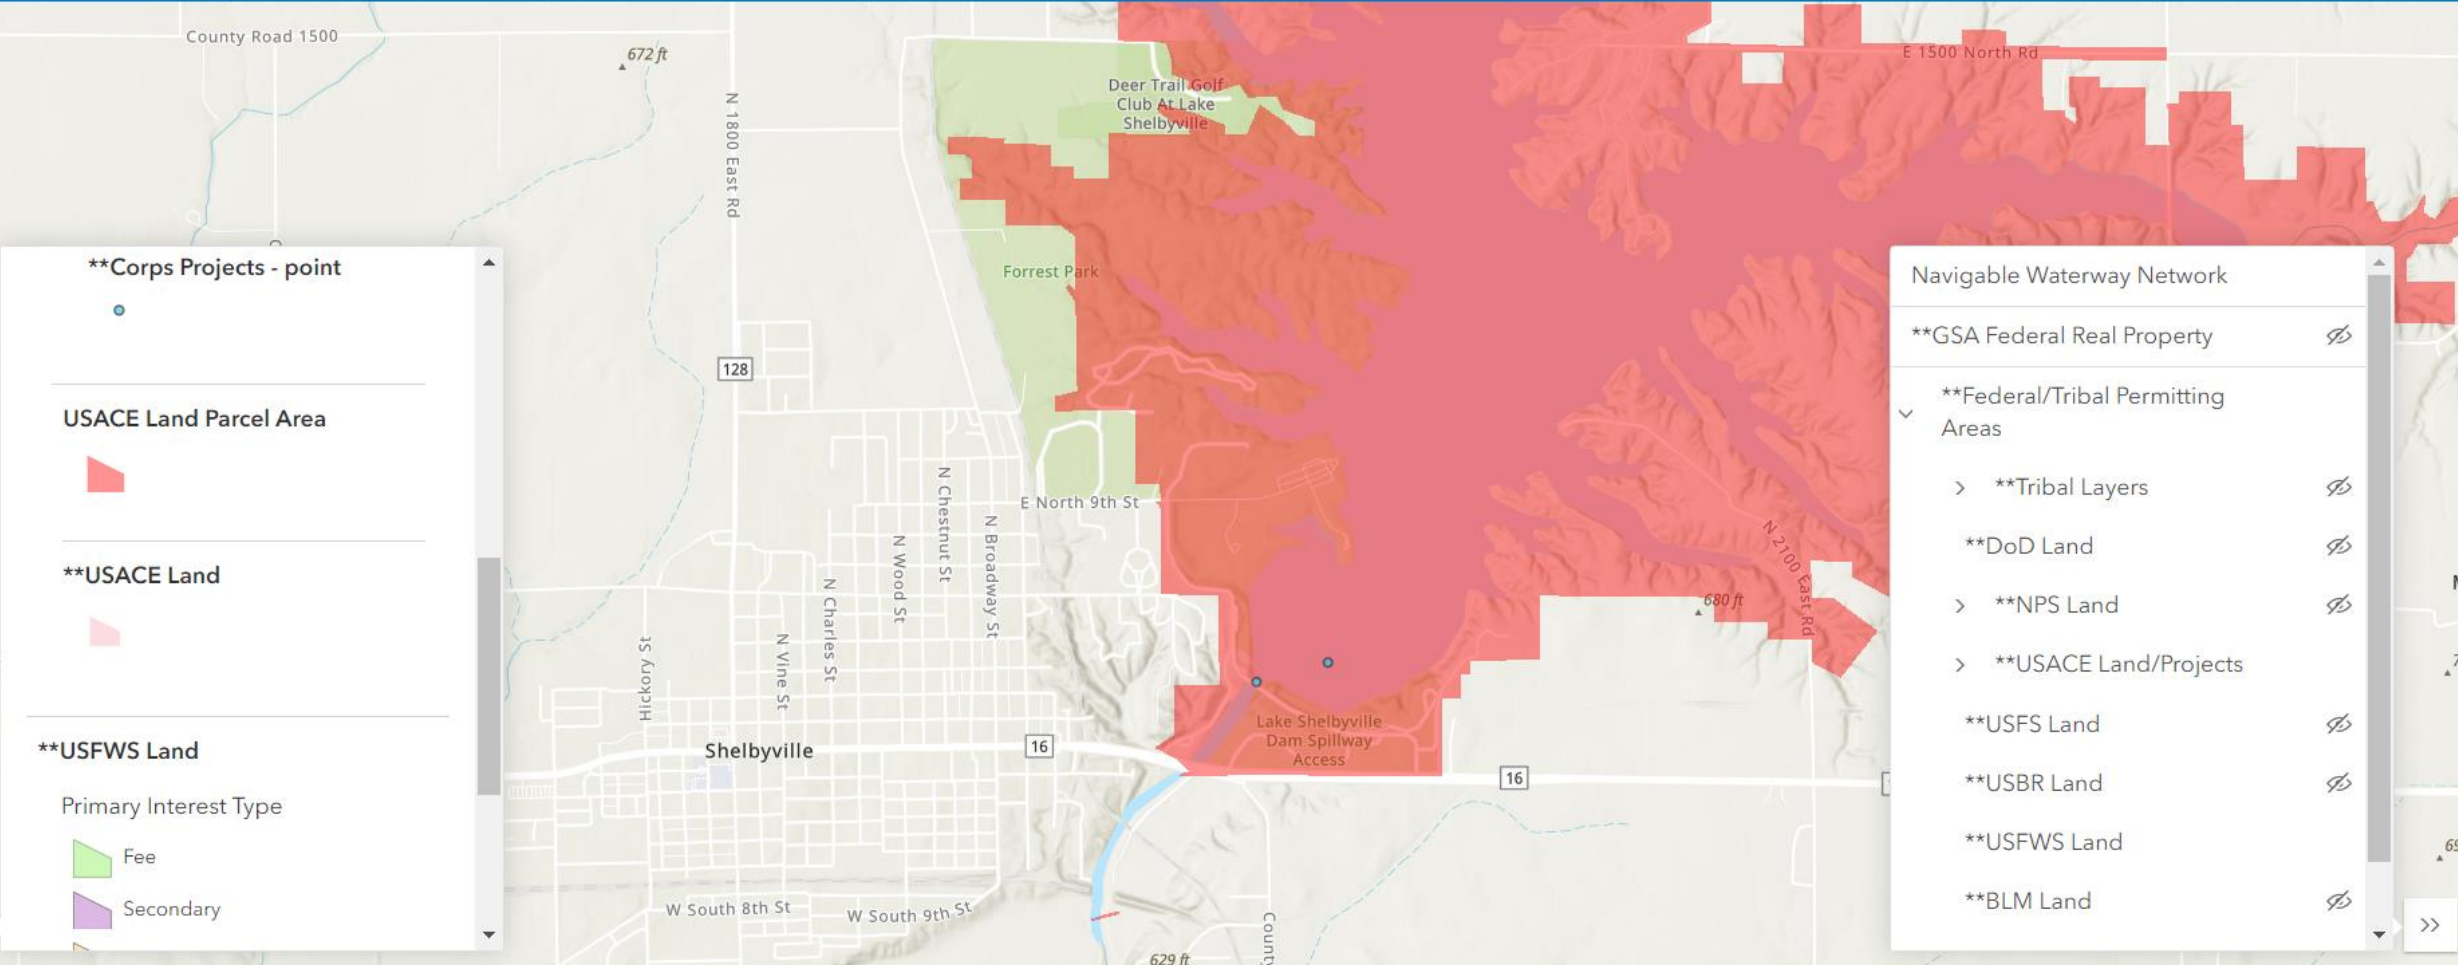 County Road 1500
672 ft
N 1800 East Rd
Deer Trail Golf
Club At Lake
Shelbyville
E 1500 North Rd
Forrest Park
128
E North 9th St
N Chestnut St
N Broadway St
N Wood St
N Charles St
N Vine St
Hickory St
Shelbyville
16
W South 8th St
W South 9th St
629 ft
County
Lake Shelbyville
Dam Spillway
Access
16
680 ft
N 2100 East Rd
**Corps Projects - point
USACE Land Parcel Area
**USACE Land
**USFWS Land
Primary Interest Type
Fee
Secondary
Navigable Waterway Network
**GSA Federal Real Property
**Federal/Tribal Permitting
Areas
**Tribal Layers
**DoD Land
**NPS Land
**USACE Land/Projects
**USFS Land
**USBR Land
**USFWS Land
**BLM Land